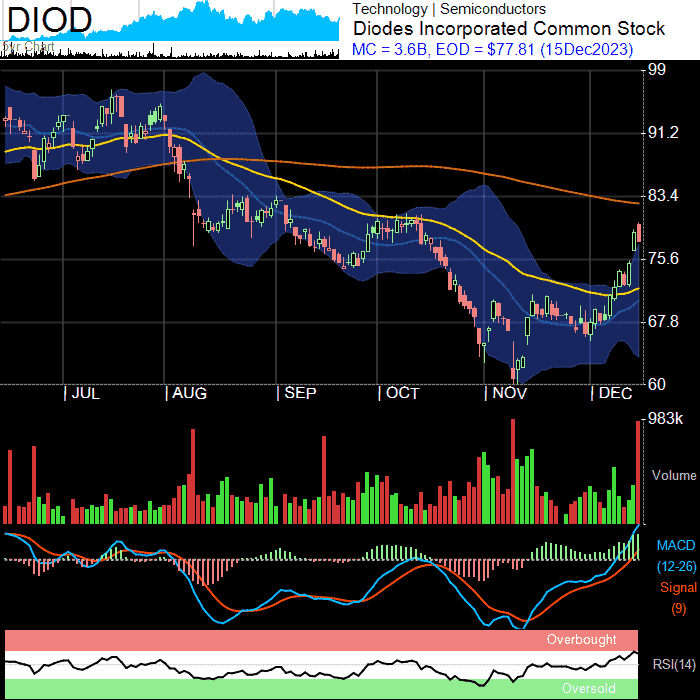 DIOD
5yr Chart
Technology | Semiconductors
Diodes Incorporated Common Stock
MC = 3.6B, EOD = $77.81 (15Dec2023)
99
91.2
83.4
75.6
67.8
60
| JUL | AUG | SEP | OCT | NOV | DEC
983k
Volume
MACD
(12-26)
Signal
(9)
Overbought
RSI(14)
Oversold